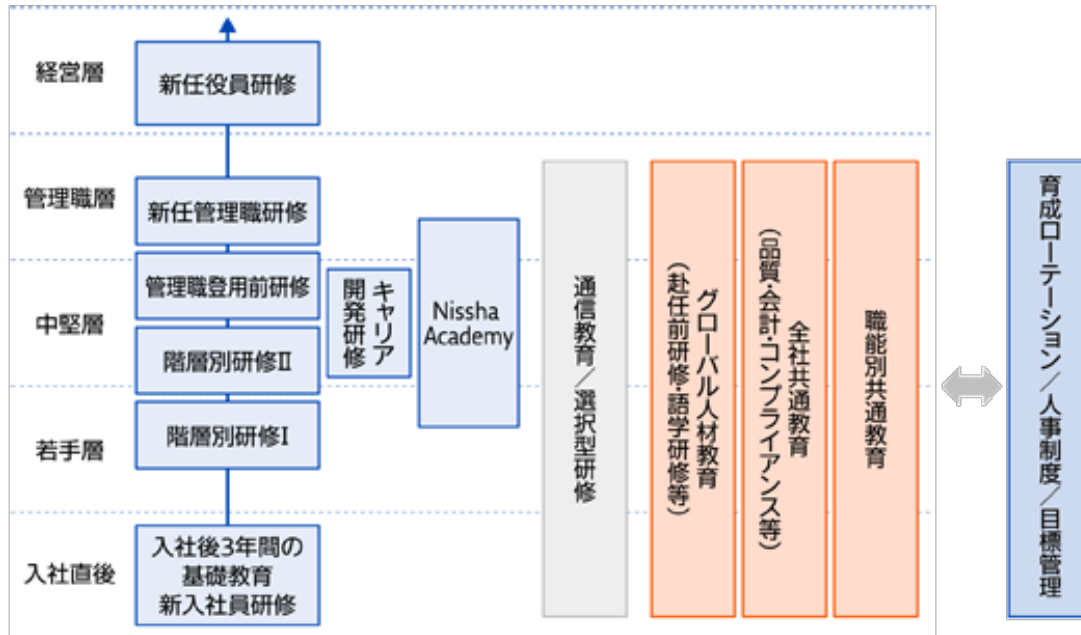 経営層
新任役員研修
管理職層
新任管理職研修
中堅層
管理職登用前研修
階層別研修Ⅱ
若手層
階層別研修Ⅰ
入社直後
入社後3年間の
基礎教育
新入社員研修
キャリア
開発研修
Nissha
Academy
通信教育／選択型研修
グローバル人材教育
（赴任前研修・語学研修等）
全社共通教育
（品質・会計・コンプライアンス等）
職能別共通教育
育成ローテーション／人事制度／目標管理